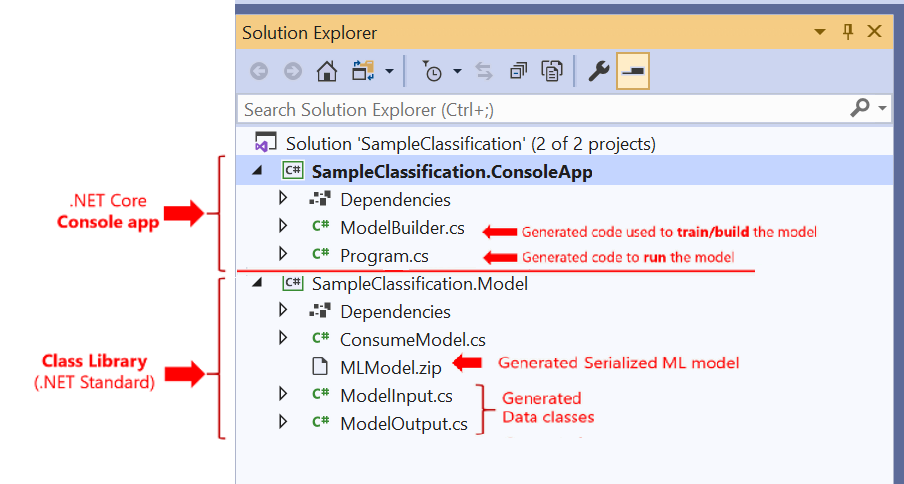 Solution Explorer
Search Solution Explorer (Ctrl+;)
Solution 'SampleClassification' (2 of 2 projects)
C# SampleClassification.ConsoleApp
.NET Core
Console app
Dependencies
C# ModelBuilder.cs
Generated code used to train/build the model
C# Program.cs
Generated code to run the model
C# SampleClassification.Model
Dependencies
C# ConsumeModel.cs
Class Library
(.NET Standard)
MLModel.zip
Generated Serialized ML model
C# ModelInput.cs
C# ModelOutput.cs
Generated
Data classes